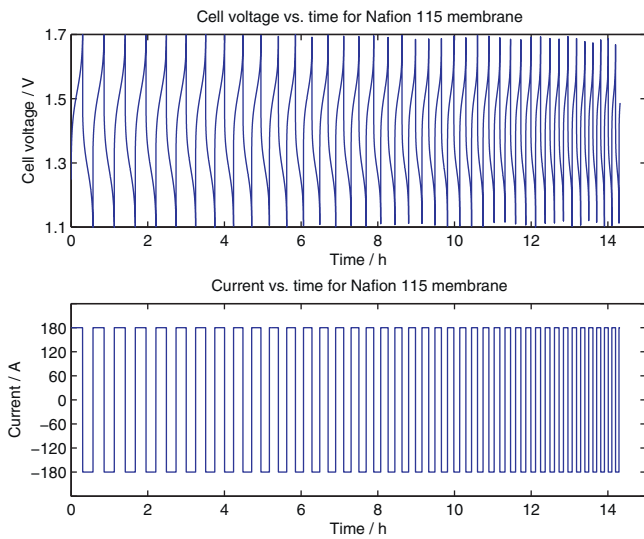 Cell voltage vs. time for Nafion 115 membrane
Cell voltage / V
1.7
1.5
1.3
1.1
0 2 4 6 8 10 12 14
Time / h
Current vs. time for Nafion 115 membrane
Current / A
180
120
60
0
−60
−120
−180
0 2 4 6 8 10 12 14
Time / h